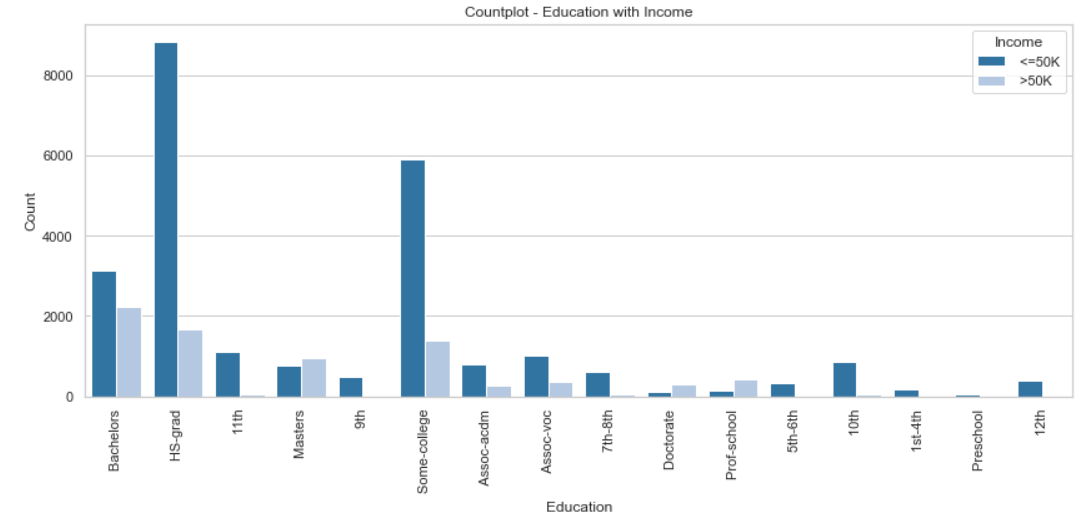 Countplot - Education with Income
Income
<=50K
>50K
8000
6000
4000
2000
0
Count
Bachelors
HS-grad
11th
Masters
9th
Some-college
Assoc-acdm
Assoc-voc
7th-8th
Doctorate
Prof-school
5th-6th
10th
1st-4th
Preschool
12th
Education